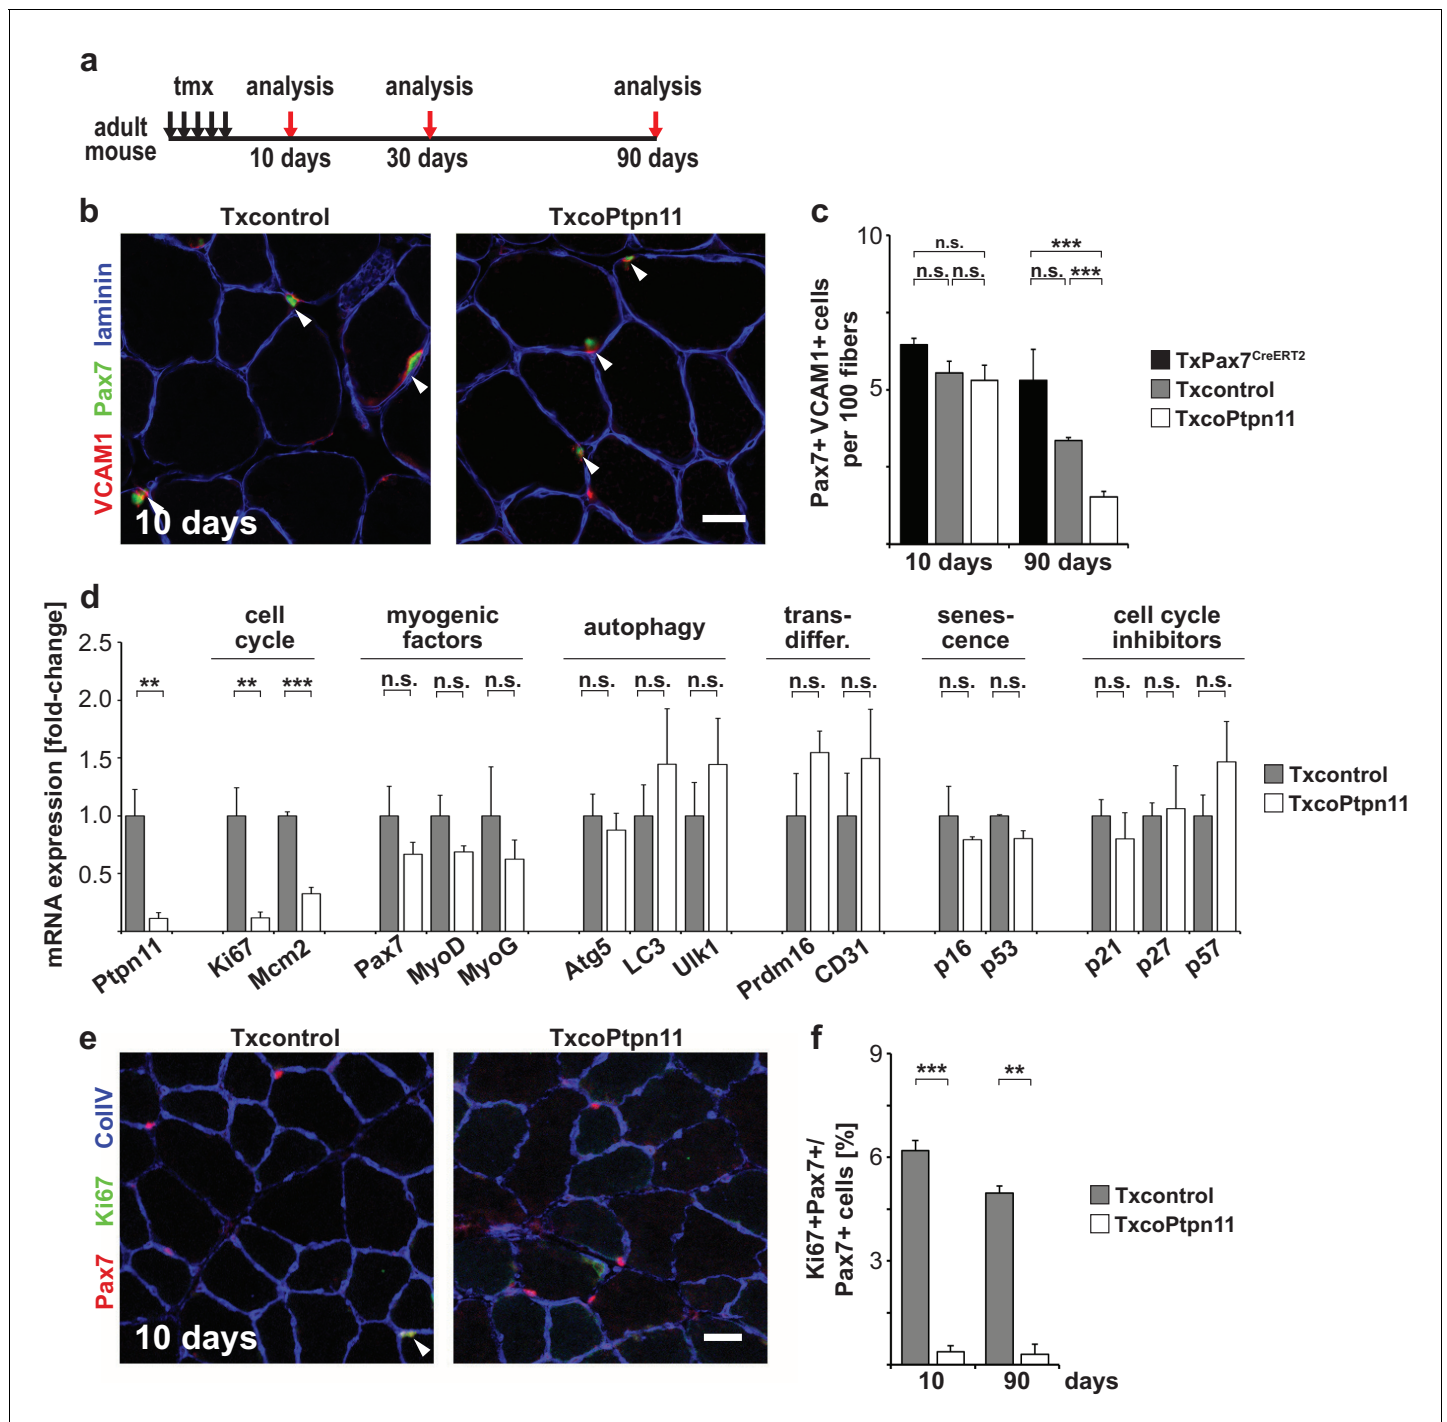 a
tmx analysis analysis analysis
adult
mouse
10 days 30 days 90 days
b
Txcontrol TxcoPtpn11
VCAM1 Pax7 laminin
10 days
c
Pax7+ VCAM1+ cells
per 100 fibers
10
5
n.s. ***
n.s. n.s. n.s. ***
10 days 90 days
TxPax7CreERT2
Txcontrol
TxcoPtpn11
d
mRNA expression [fold-change]
cell
cycle
myogenic
factors
autophagy
trans-
differ.
senes-
cence
cell cycle
inhibitors
2.5
2.0
1.5
1.0
0.5
** ** *** n.s. n.s. n.s. n.s. n.s. n.s. n.s. n.s. n.s. n.s. n.s. n.s. n.s.
Ptpn11 Ki67 Mcm2 Pax7 MyoD MyoG Atg5 LC3 Ulk1 Prdm16 CD31 p16 p53 p21 p27 p57
Txcontrol
TxcoPtpn11
e
Txcontrol TxcoPtpn11
Pax7 Ki67 ColIV
10 days
f
Ki67+Pax7+/
Pax7+ cells [%]
9
6
3
*** **
10 90 days
Txcontrol
TxcoPtpn11